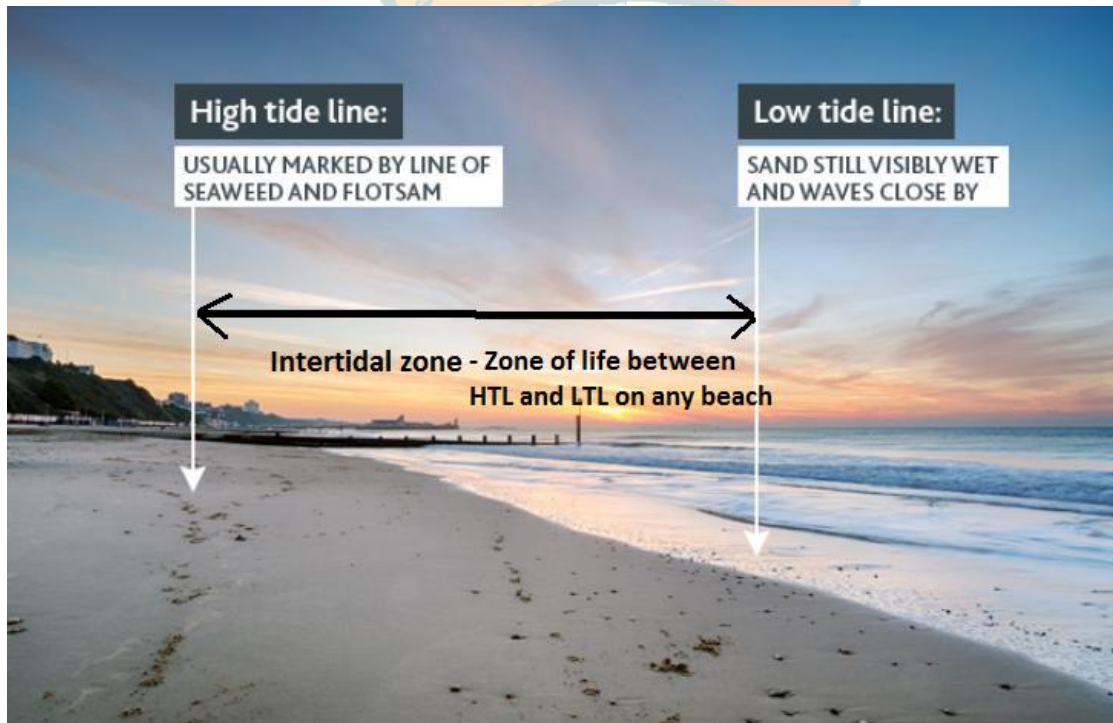 High tide line:
USUALLY MARKED BY LINE OF
SEAWEED AND FLOTSAM
Low tide line:
SAND STILL VISIBLY WET
AND WAVES CLOSE BY
Intertidal zone - Zone of life between
HTL and LTL on any beach